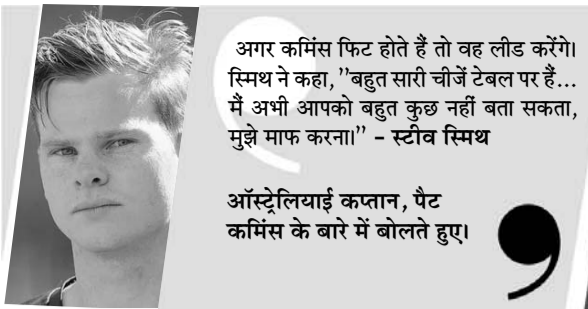 अगर कमिंस फिट होते हैं तो वह लीड करेंगे।
स्मिथ ने कहा, ''बहुत सारी चीजें टेबल पर हैं...
मैं अभी आपको बहुत कुछ नहीं बता सकता,
मुझे माफ करना।'' - स्टीव स्मिथ
ऑस्ट्रेलियाई कप्तान, पैट
कमिंस के बारे में बोलते हुए।